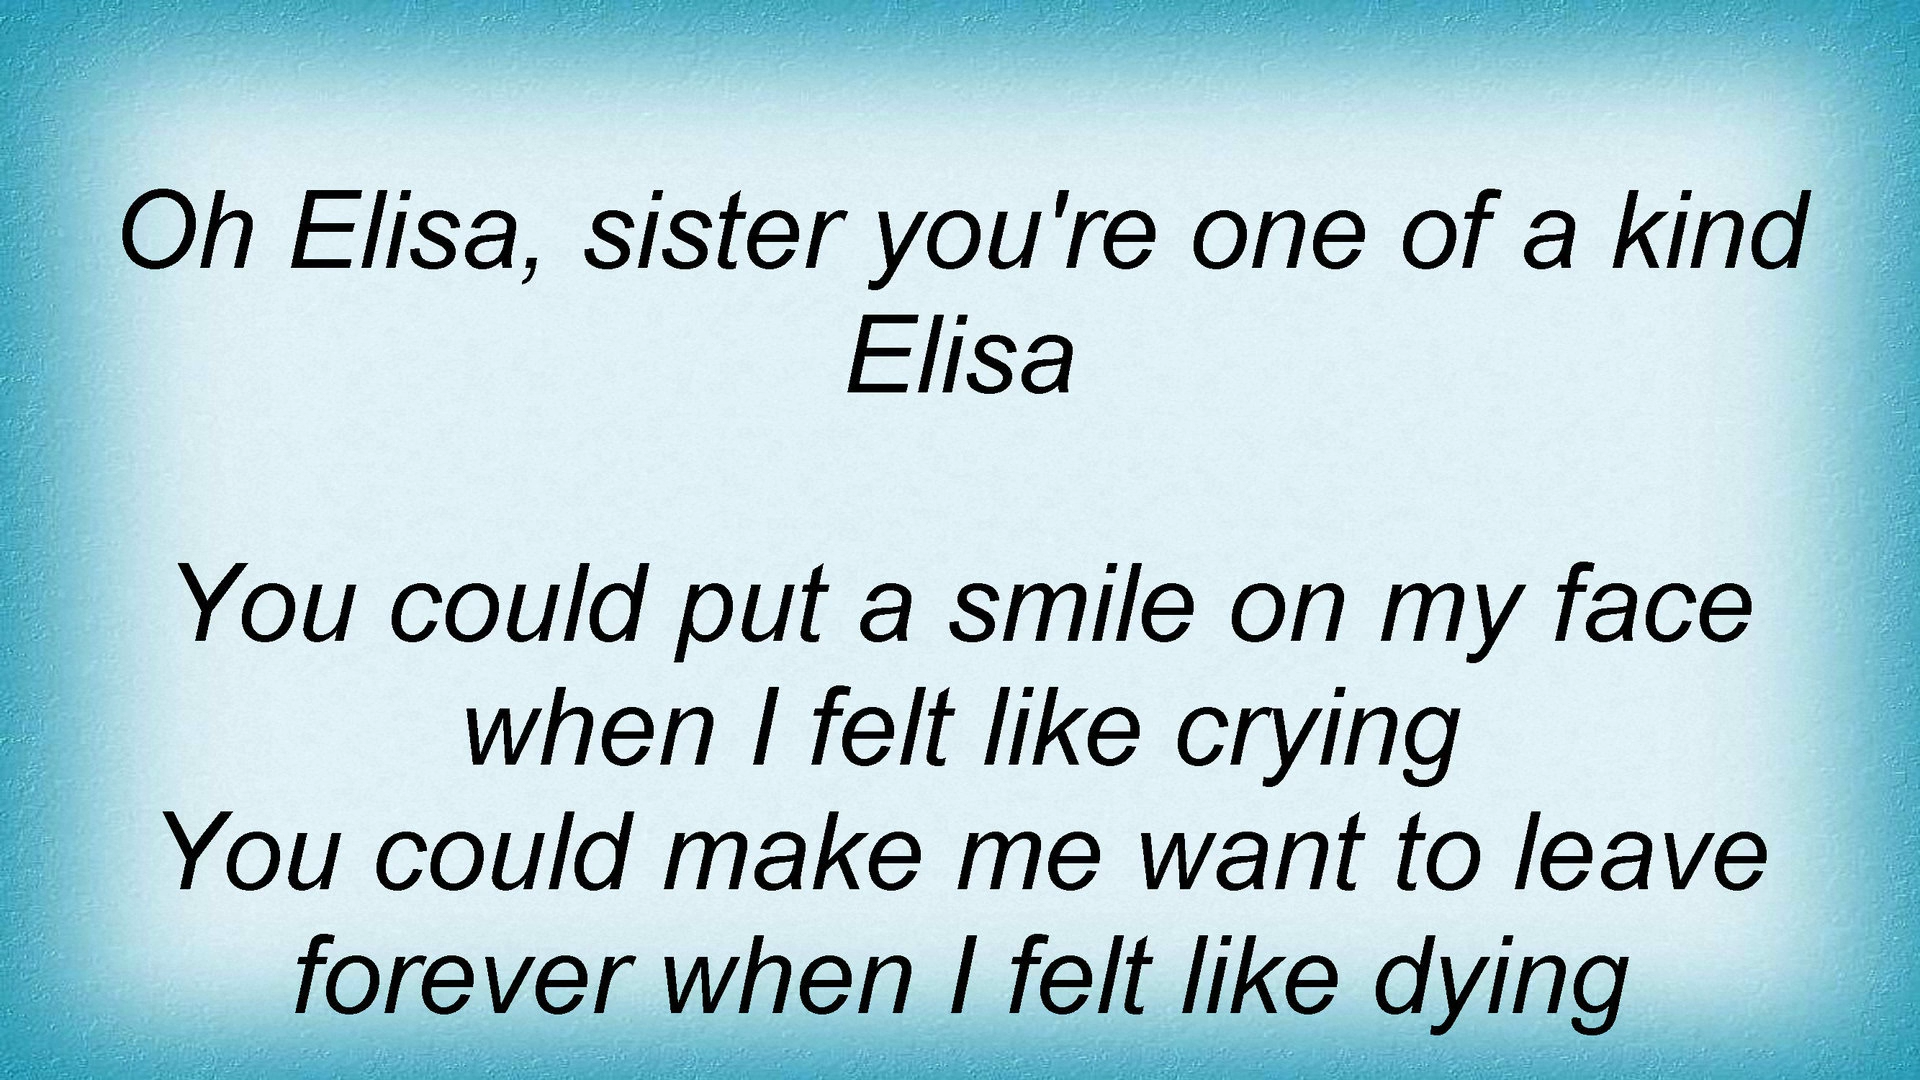 Oh Elisa, sister you're one of a kind
Elisa
You could put a smile on my face
when I felt like crying
You could make me want to leave
forever when I felt like dying